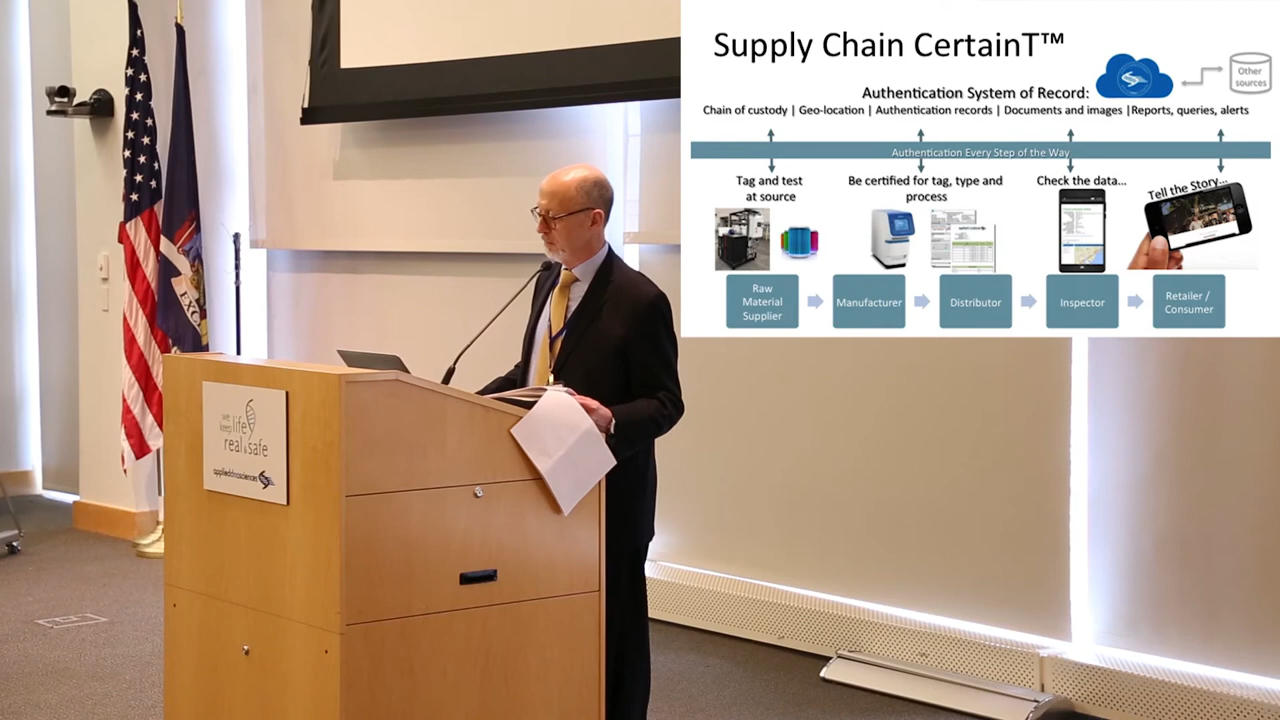 Supply Chain CertainT™
Other
sources
Authentication System of Record:
Chain of custody | Geo-location | Authentication records | Documents and images |Reports, queries, alerts
Authentication Every Step of the Way
Tag and test
at source
Be certified for tag, type and
process
Check the data...
Tell the Story...
Raw
Material
Supplier
Manufacturer
Distributor
Inspector
Retailer /
Consumer
EXC
we
keep life
real & safe
applieddnasciences